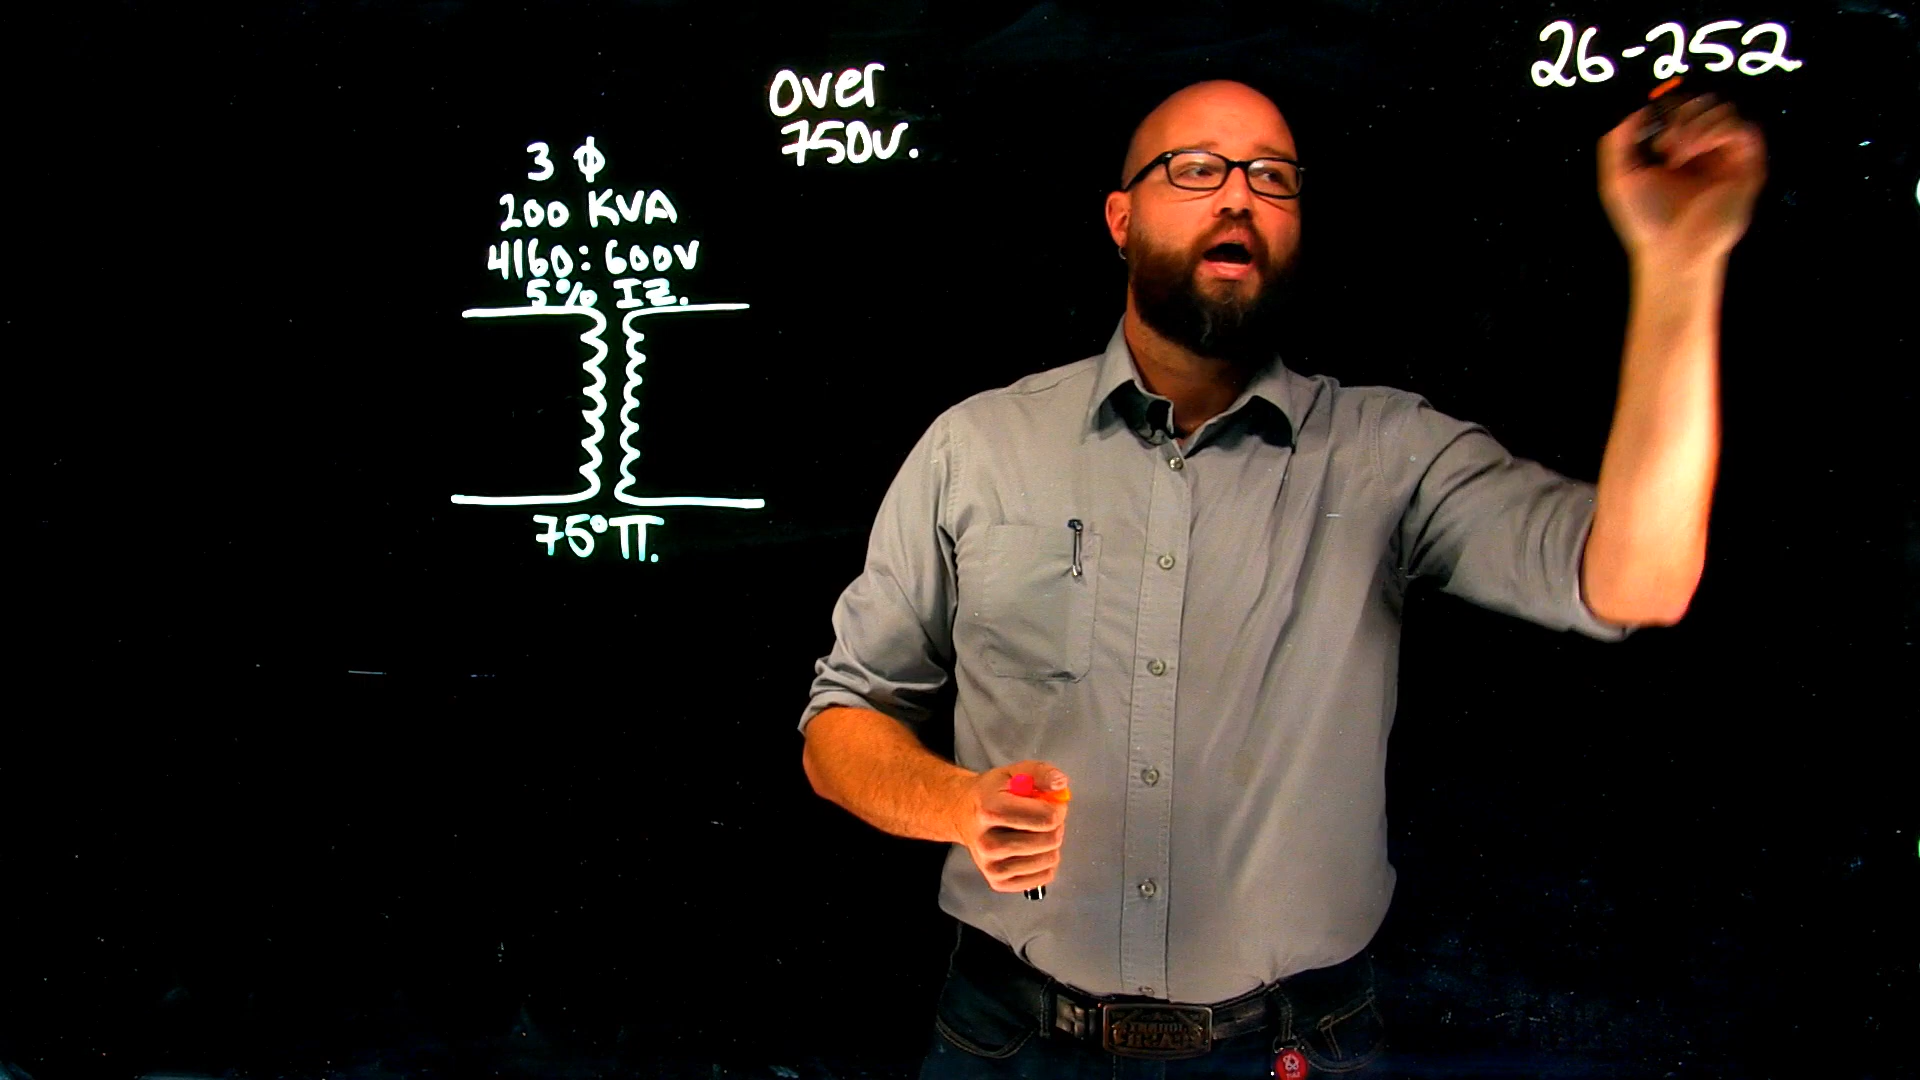 26-252
Over
750V.
3 ϕ
200 KVA
4160:600V
5% IZ.
75° TT.